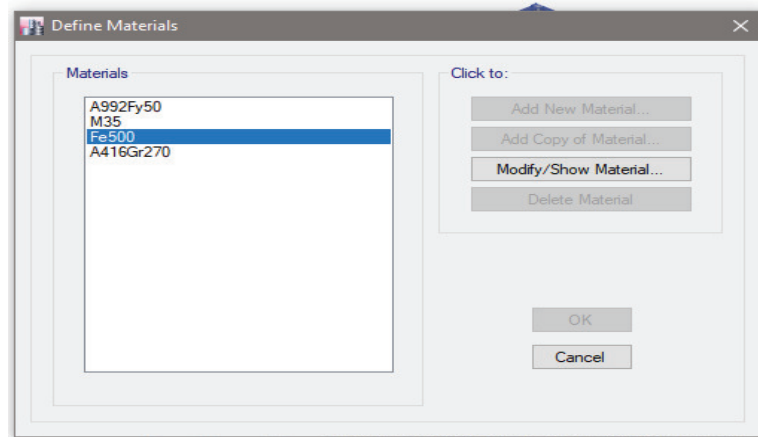 Define Materials
Materials
A992Fy50
M35
Fe500
A416Gr270
Click to:
Add New Material...
Add Copy of Material...
Modify/Show Material...
Delete Material
OK
Cancel